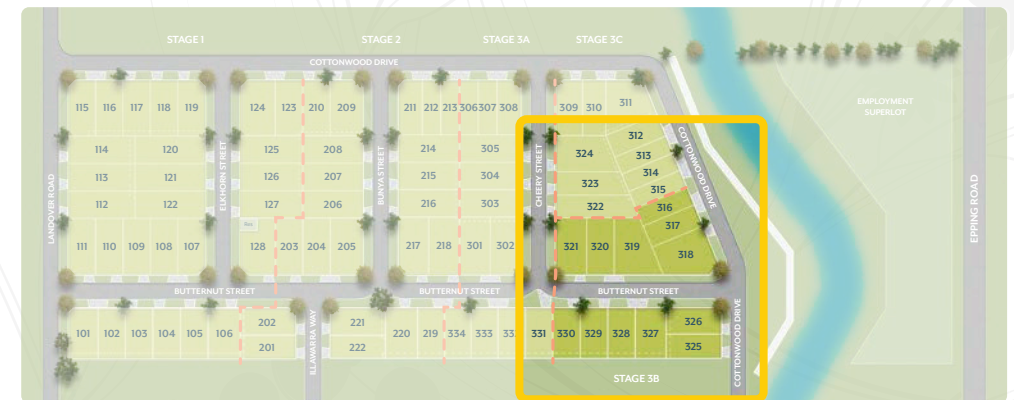 STAGE 1 STAGE 2 STAGE 3A STAGE 3C
COTTONWOOD DRIVE
115 116 117 118 119 124 123 210 209 211 212 213 306 307 308 309 310 311
EMPLOYMENT
SUPERLOT
114 120 125 208 214 305 324 312
313
113 121 126 207 215 304 323 314
315
112 122 127 206 216 303 322 316
317
111 110 109 108 107 128 203 204 205 217 218 301 302 321 320 319 318
LANDOVER ROAD
ELKHORN STREET
BUNYA STREET
CHEERY STREET
COTTONWOOD DRIVE
EPPING ROAD
BUTTERNUT STREET BUTTERNUT STREET BUTTERNUT STREET
101 102 103 104 105 106 202 221 220 219 334 333 331 330 329 328 327 326
201 222 325
ILLAWARRA WAY
COTTONWOOD DRIVE
STAGE 3B